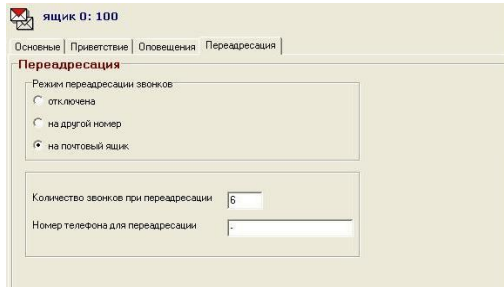 ящик 0: 100
Основные Приветствие Оповещения Переадресация
Переадресация
Режим переадресации звонков
отключена
на другой номер
на почтовый ящик
Количество звонков при переадресации 6
Номер телефона для переадресации -